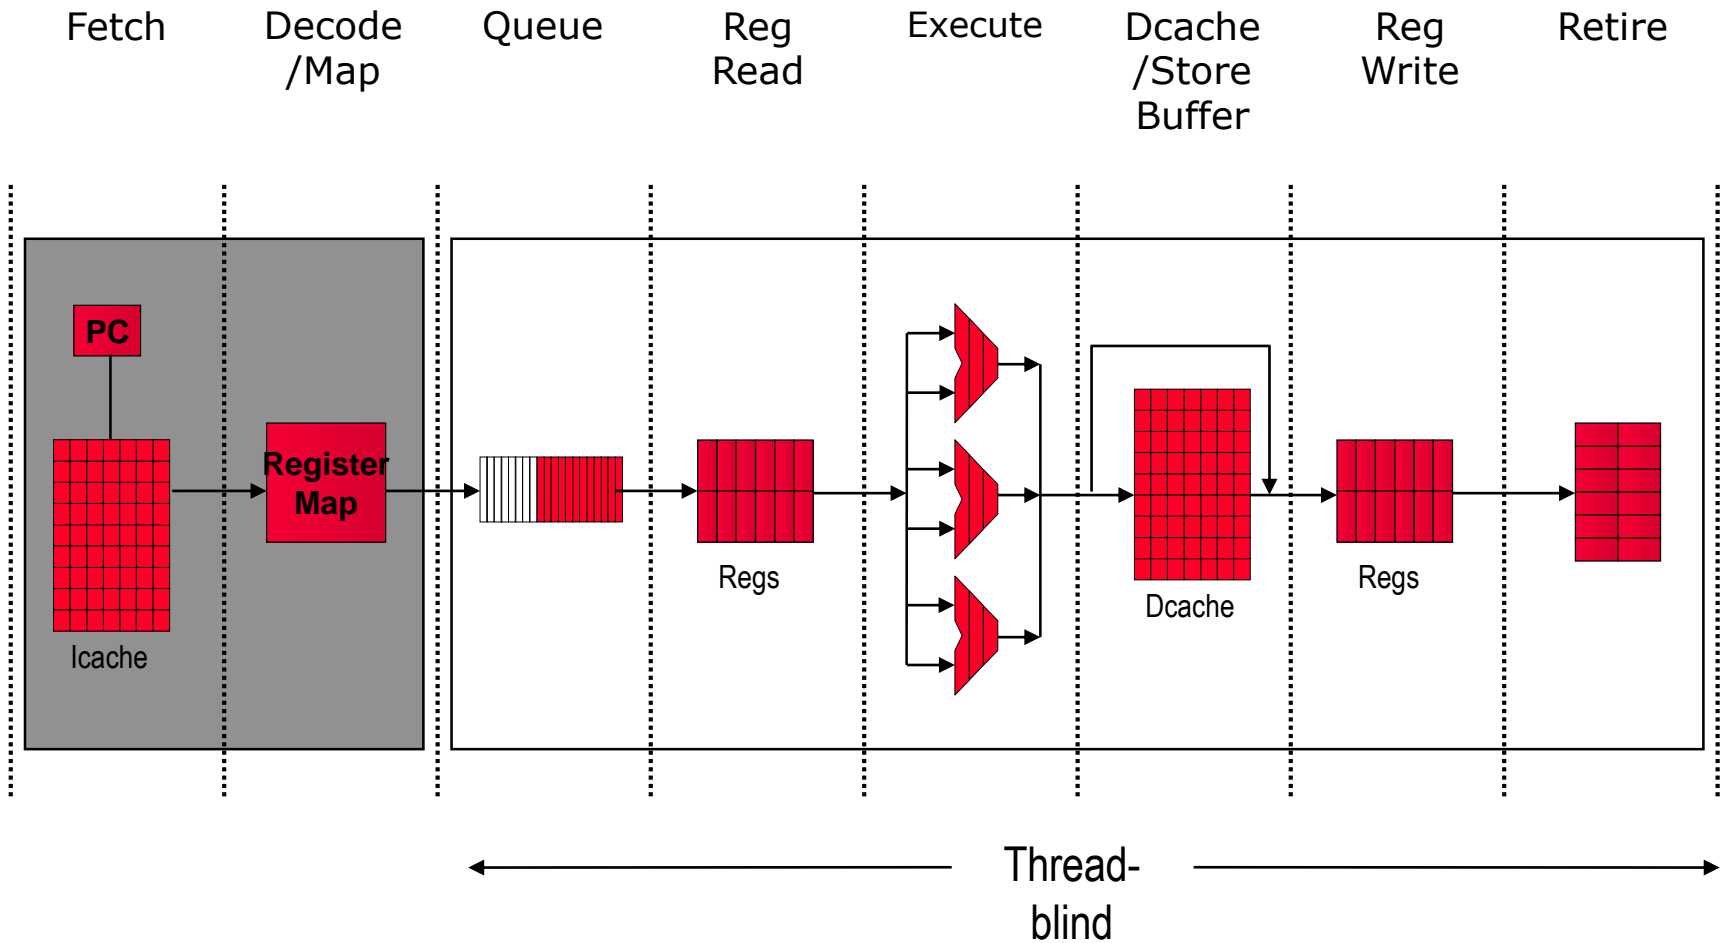 Fetch
Decode
/Map
Queue
Reg
Read
Execute
Dcache
/Store
Buffer
Reg
Write
Retire
PC
Register
Map
Icache
Regs
Dcache
Regs
Thread-
blind